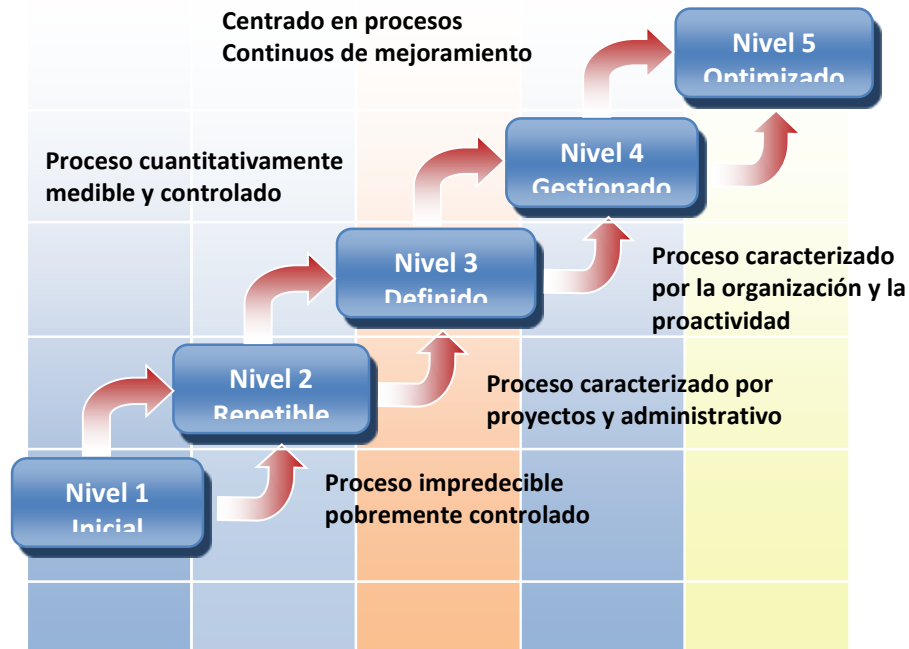 Centrado en procesos
Continuos de mejoramiento
Nivel 5
Optimizado
Proceso cuantitativamente
medible y controlado
Nivel 4
Gestionado
Nivel 3
Definido
Proceso caracterizado
por la organización y la
proactividad
Nivel 2
Repetible
Proceso caracterizado por
proyectos y administrativo
Nivel 1
Inicial
Proceso impredecible
pobremente controlado